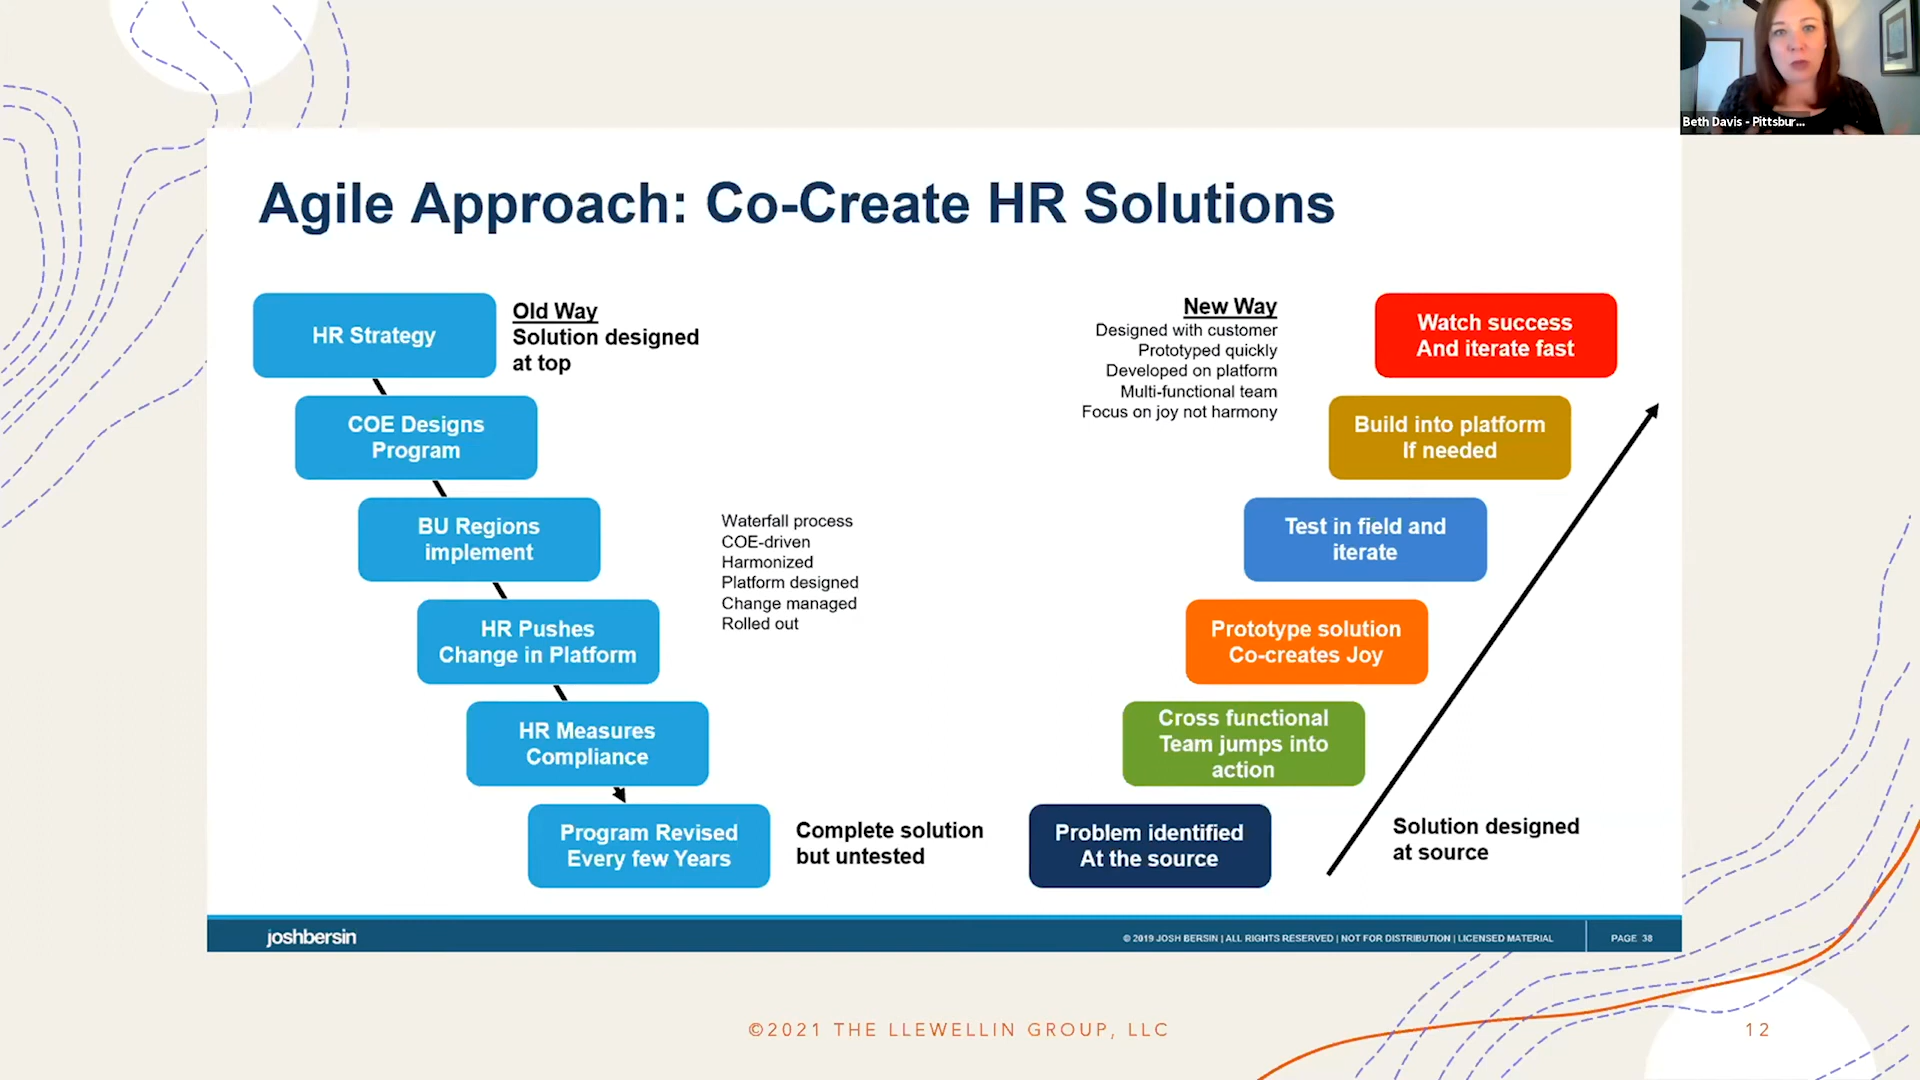 Beth Davis - Pittsbur...
Agile Approach: Co-Create HR Solutions
HR Strategy
Old Way
Solution designed
at top
COE Designs
Program
BU Regions
implement
HR Pushes
Change in Platform
HR Measures
Compliance
Program Revised
Every few Years
Waterfall process
COE-driven
Harmonized
Platform designed
Change managed
Rolled out
Complete solution
but untested
New Way
Designed with customer
Prototyped quickly
Developed on platform
Multi-functional team
Focus on joy not harmony
Watch success
And iterate fast
Build into platform
If needed
Test in field and
iterate
Prototype solution
Co-creates Joy
Cross functional
Team jumps into
action
Problem identified
At the source
Solution designed
at source
joshbersin
© 2019 JOSH BERSIN | ALL RIGHTS RESERVED | NOT FOR DISTRIBUTION | LICENSED MATERIAL
PAGE 38
©2021 THE LLEWELLIN GROUP, LLC
12